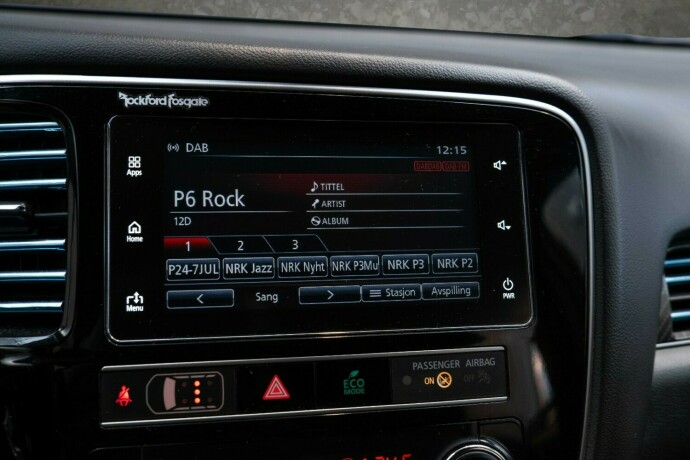 Rockford Fosgate
DAB 12:15
Apps
TITTEL
P6 Rock
ARTIST
12D
ALBUM
Home
1 2 3
P24-7JUL NRK Jazz NRK Nyht NRK P3Mu NRK P3 NRK P2
Menu
< Sang > Stasjon Avspilling
PWR
PASSENGER AIRBAG
ECO
MODE
ON OFF